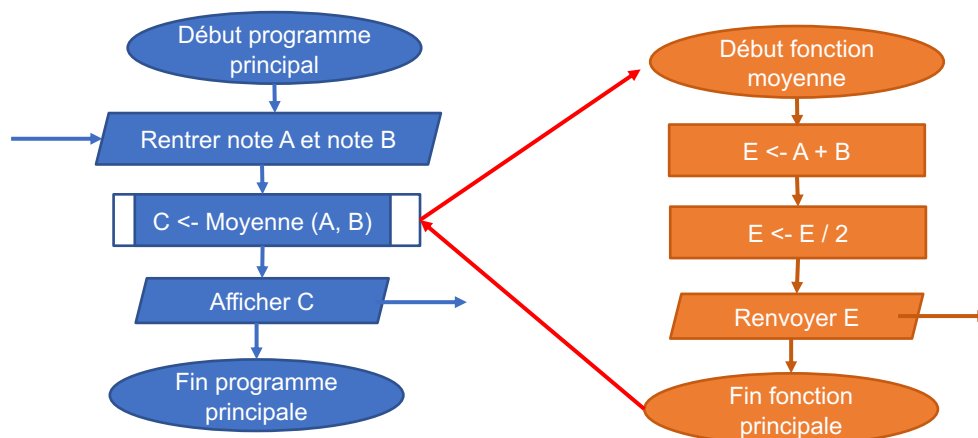 Début programme
principal
Rentrer note A et note B
C <- Moyenne (A, B)
Afficher C
Fin programme
principale
Début fonction
moyenne
E <- A + B
E <- E / 2
Renvoyer E
Fin fonction
principale